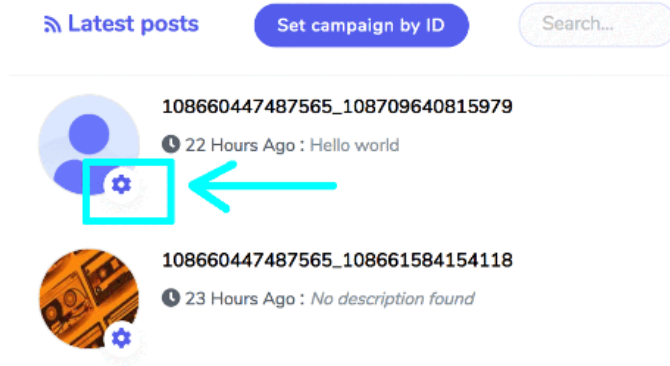 Latest posts
Set campaign by ID
Search...
108660447487565_108709640815979
22 Hours Ago : Hello world
108660447487565_108661584154118
23 Hours Ago : No description found